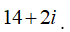 14 + 2i .